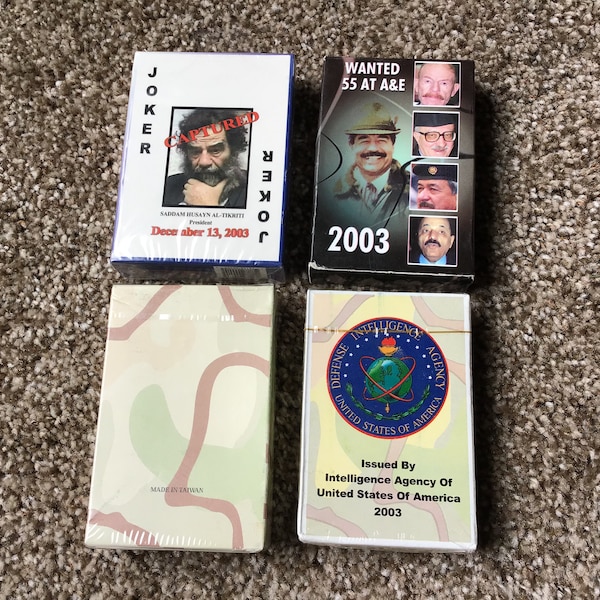 JOKER
CAPTURED
SADDAM HUSAYN AL-TIKRITI
President
December 13, 2003
JOKER
WANTED
55 AT A&E
2003
MADE IN TAIWAN
DEFENSE INTELLIGENCE AGENCY
UNITED STATES OF AMERICA
Issued By
Intelligence Agency Of
United States Of America
2003